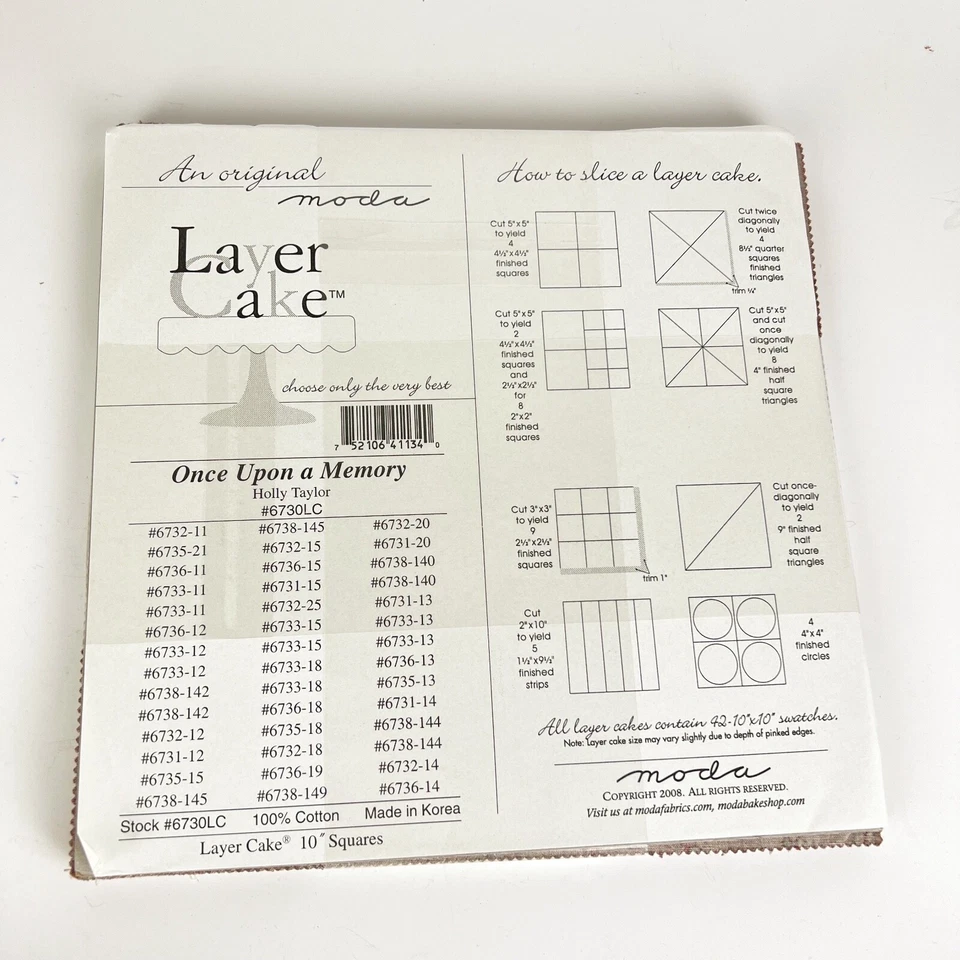 An original
moda
Layer
Cake™
choose only the very best
7 52106 41134 0
Once Upon a Memory
Holly Taylor
#6730LC
#6732-11 #6738-145 #6732-20
#6735-21 #6732-15 #6731-20
#6736-11 #6736-15 #6738-140
#6733-11 #6731-15 #6738-140
#6733-11 #6732-25 #6731-13
#6736-12 #6733-15 #6733-13
#6733-12 #6733-15 #6733-13
#6733-12 #6733-18 #6736-13
#6738-142 #6733-18 #6735-13
#6738-142 #6736-18 #6731-14
#6732-12 #6735-18 #6738-144
#6731-12 #6732-18 #6738-144
#6735-15 #6736-19 #6732-14
#6738-145 #6738-149 #6736-14
Stock #6730LC 100% Cotton Made in Korea
Layer Cake® 10″ Squares
How to slice a layer cake.
Cut 5"x5"
to yield
4
4½"x4½"
finished
squares
Cut twice
diagonally
to yield
4
8½" quarter
squares
finished
triangles
trim ¼"
Cut 5"x5"
to yield
2
4½"x4½"
finished
squares
and
2½"x2½"
for
8
2"x2"
finished
squares
Cut 5"x5"
and cut
once
diagonally
to yield
8
4" finished
half
square
triangles
Cut 3"x3"
to yield
9
2½"x2½"
finished
squares
trim 1"
Cut once-
diagonally
to yield
2
9" finished
half
square
triangles
Cut
2"x10"
to yield
5
1½"x9½"
finished
strips
4
4"x4"
finished
circles
All layer cakes contain 42-10"x10" swatches.
Note: Layer cake size may vary slightly due to depth of pinked edges.
moda
COPYRIGHT 2008. ALL RIGHTS RESERVED.
Visit us at modafabrics.com, modabakeshop.com